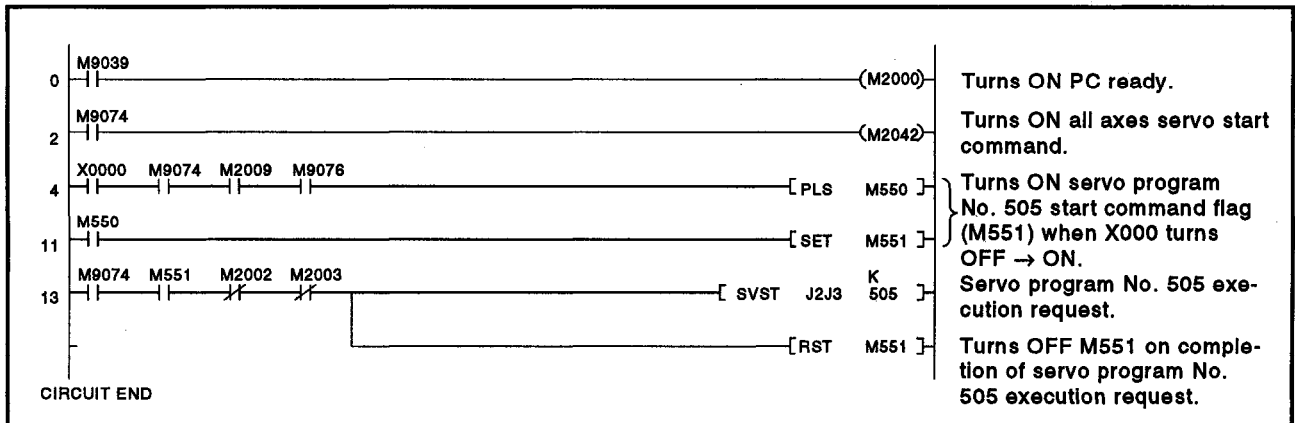 M9039
0 (M2000) Turns ON PC ready.
M9074
2 (M2042) Turns ON all axes servo start
command.
X0000 M9074 M2009 M9076
4 [ PLS M550 ] Turns ON servo program
No. 505 start command flag
M550
11 [ SET M551 ] (M551) when X000 turns
OFF → ON.
M9074 M551 M2002 M2003 K
13 [ SVST J2J3 505 ] Servo program No. 505 exe-
cution request.
[ RST M551 ] Turns OFF M551 on comple-
tion of servo program No.
505 execution request.
CIRCUIT END